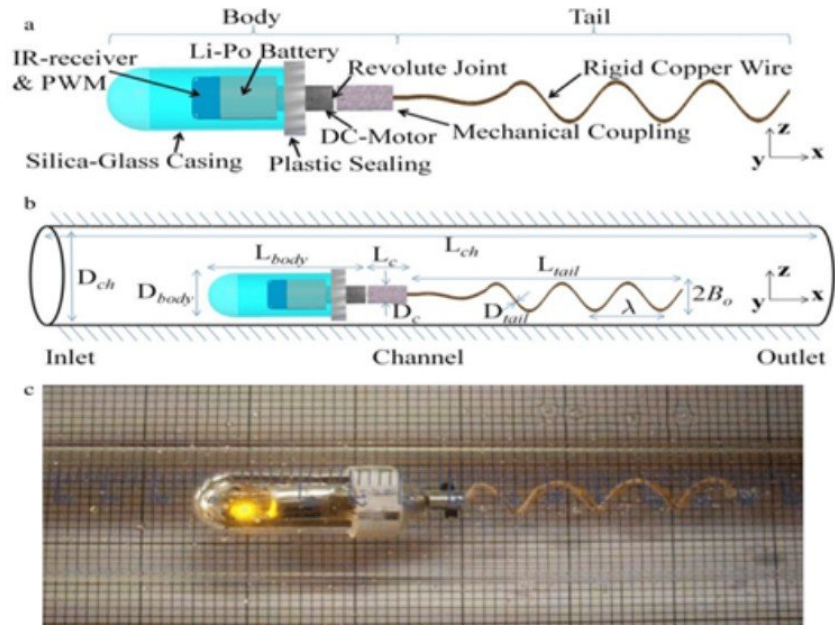 a
Body Tail
IR-receiver
& PWM
Li-Po Battery
Revolute Joint
Rigid Copper Wire
DC-Motor
Mechanical Coupling
Silica-Glass Casing
Plastic Sealing
z
y x
b
L_body L_c L_ch
L_tail
D_ch
D_body
D_c
D_tail
λ
2B_o
z
y x
Inlet Channel Outlet
c